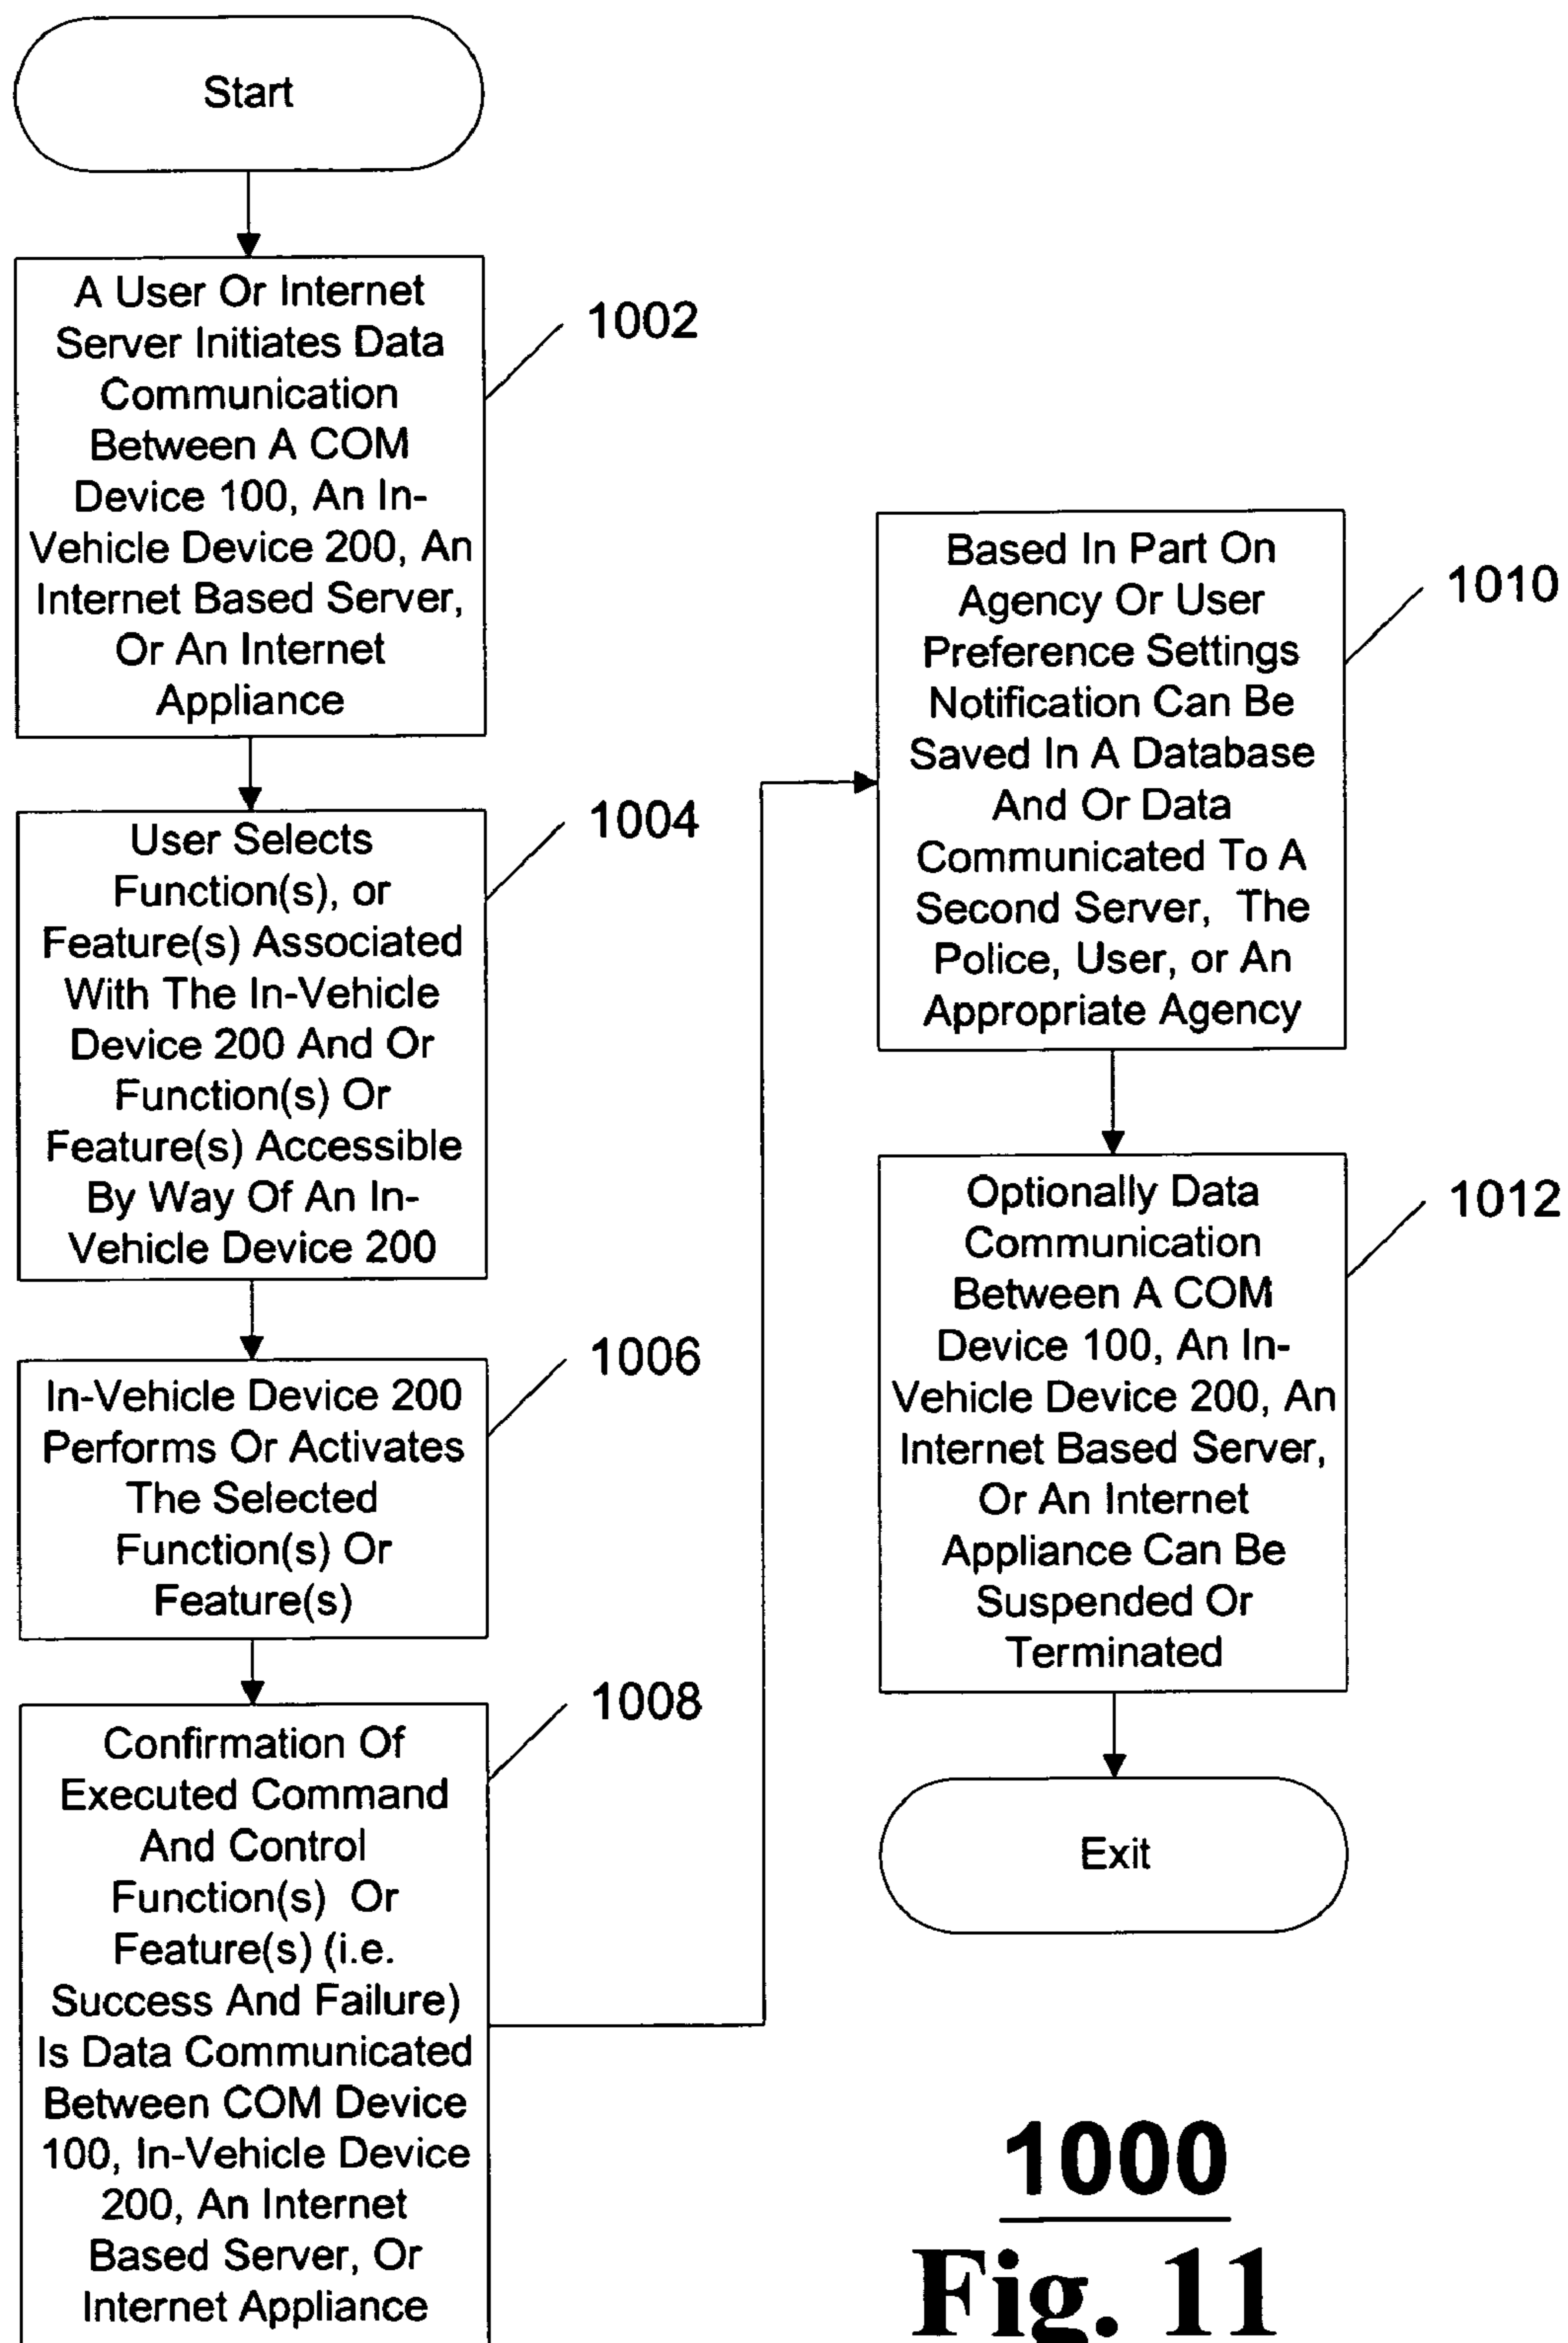 Start
A User Or Internet
Server Initiates Data
Communication
Between A COM
Device 100, An In-
Vehicle Device 200, An
Internet Based Server,
Or An Internet
Appliance
1002
User Selects
Function(s), or
Feature(s) Associated
With The In-Vehicle
Device 200 And Or
Function(s) Or
Feature(s) Accessible
By Way Of An In-
Vehicle Device 200
1004
In-Vehicle Device 200
Performs Or Activates
The Selected
Function(s) Or
Feature(s)
1006
Confirmation Of
Executed Command
And Control
Function(s) Or
Feature(s) (i.e.
Success And Failure)
Is Data Communicated
Between COM Device
100, In-Vehicle Device
200, An Internet
Based Server, Or
Internet Appliance
1008
Based In Part On
Agency Or User
Preference Settings
Notification Can Be
Saved In A Database
And Or Data
Communicated To A
Second Server, The
Police, User, or An
Appropriate Agency
1010
Optionally Data
Communication
Between A COM
Device 100, An In-
Vehicle Device 200, An
Internet Based Server,
Or An Internet
Appliance Can Be
Suspended Or
Terminated
1012
Exit
1000
Fig. 11